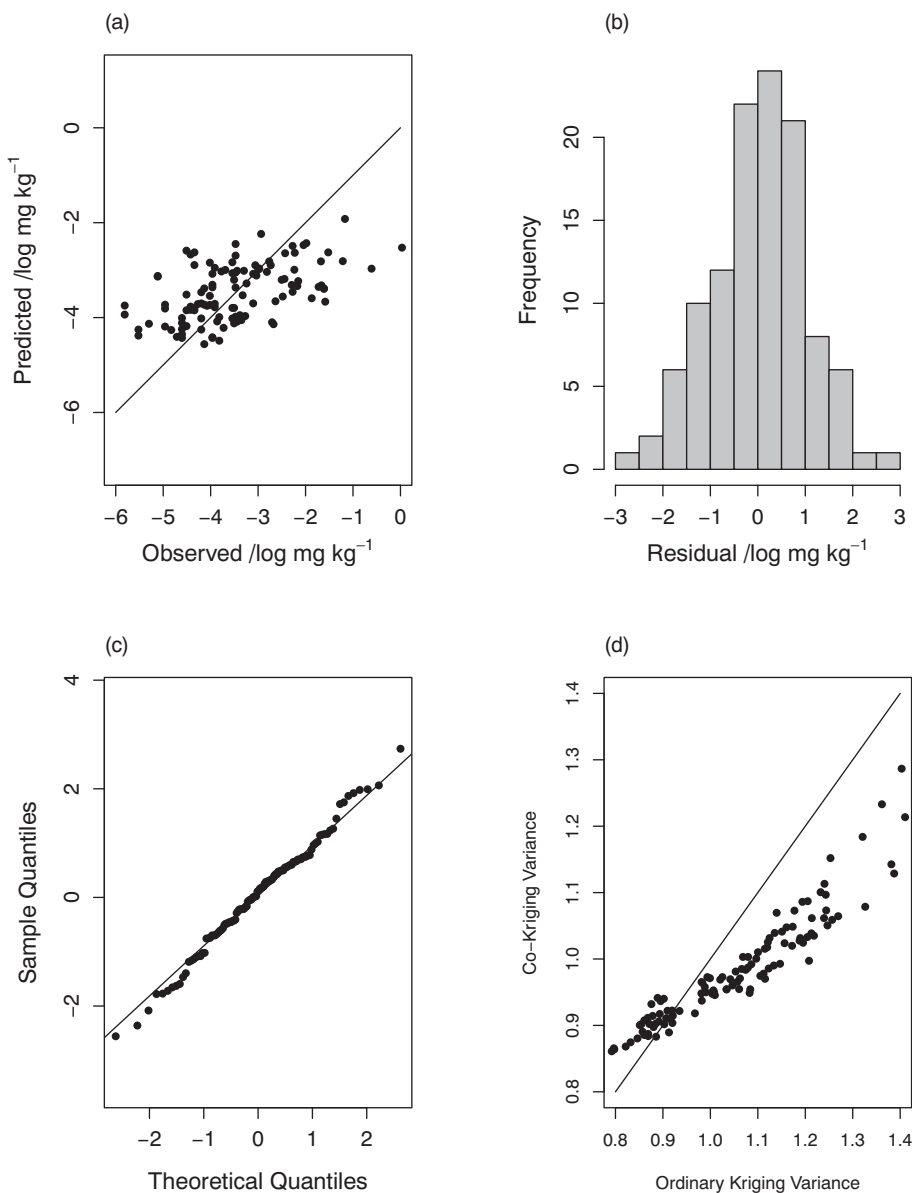 (a)
Predicted /log mg kg⁻¹
0
−2
−4
−6
−6 −5 −4 −3 −2 −1 0
Observed /log mg kg⁻¹
(b)
Frequency
20
15
10
5
0
−3 −2 −1 0 1 2 3
Residual /log mg kg⁻¹
(c)
Sample Quantiles
4
2
0
−2
−2 −1 0 1 2
Theoretical Quantiles
(d)
Co−Kriging Variance
1.4
1.3
1.2
1.1
1.0
0.9
0.8
0.8 0.9 1.0 1.1 1.2 1.3 1.4
Ordinary Kriging Variance